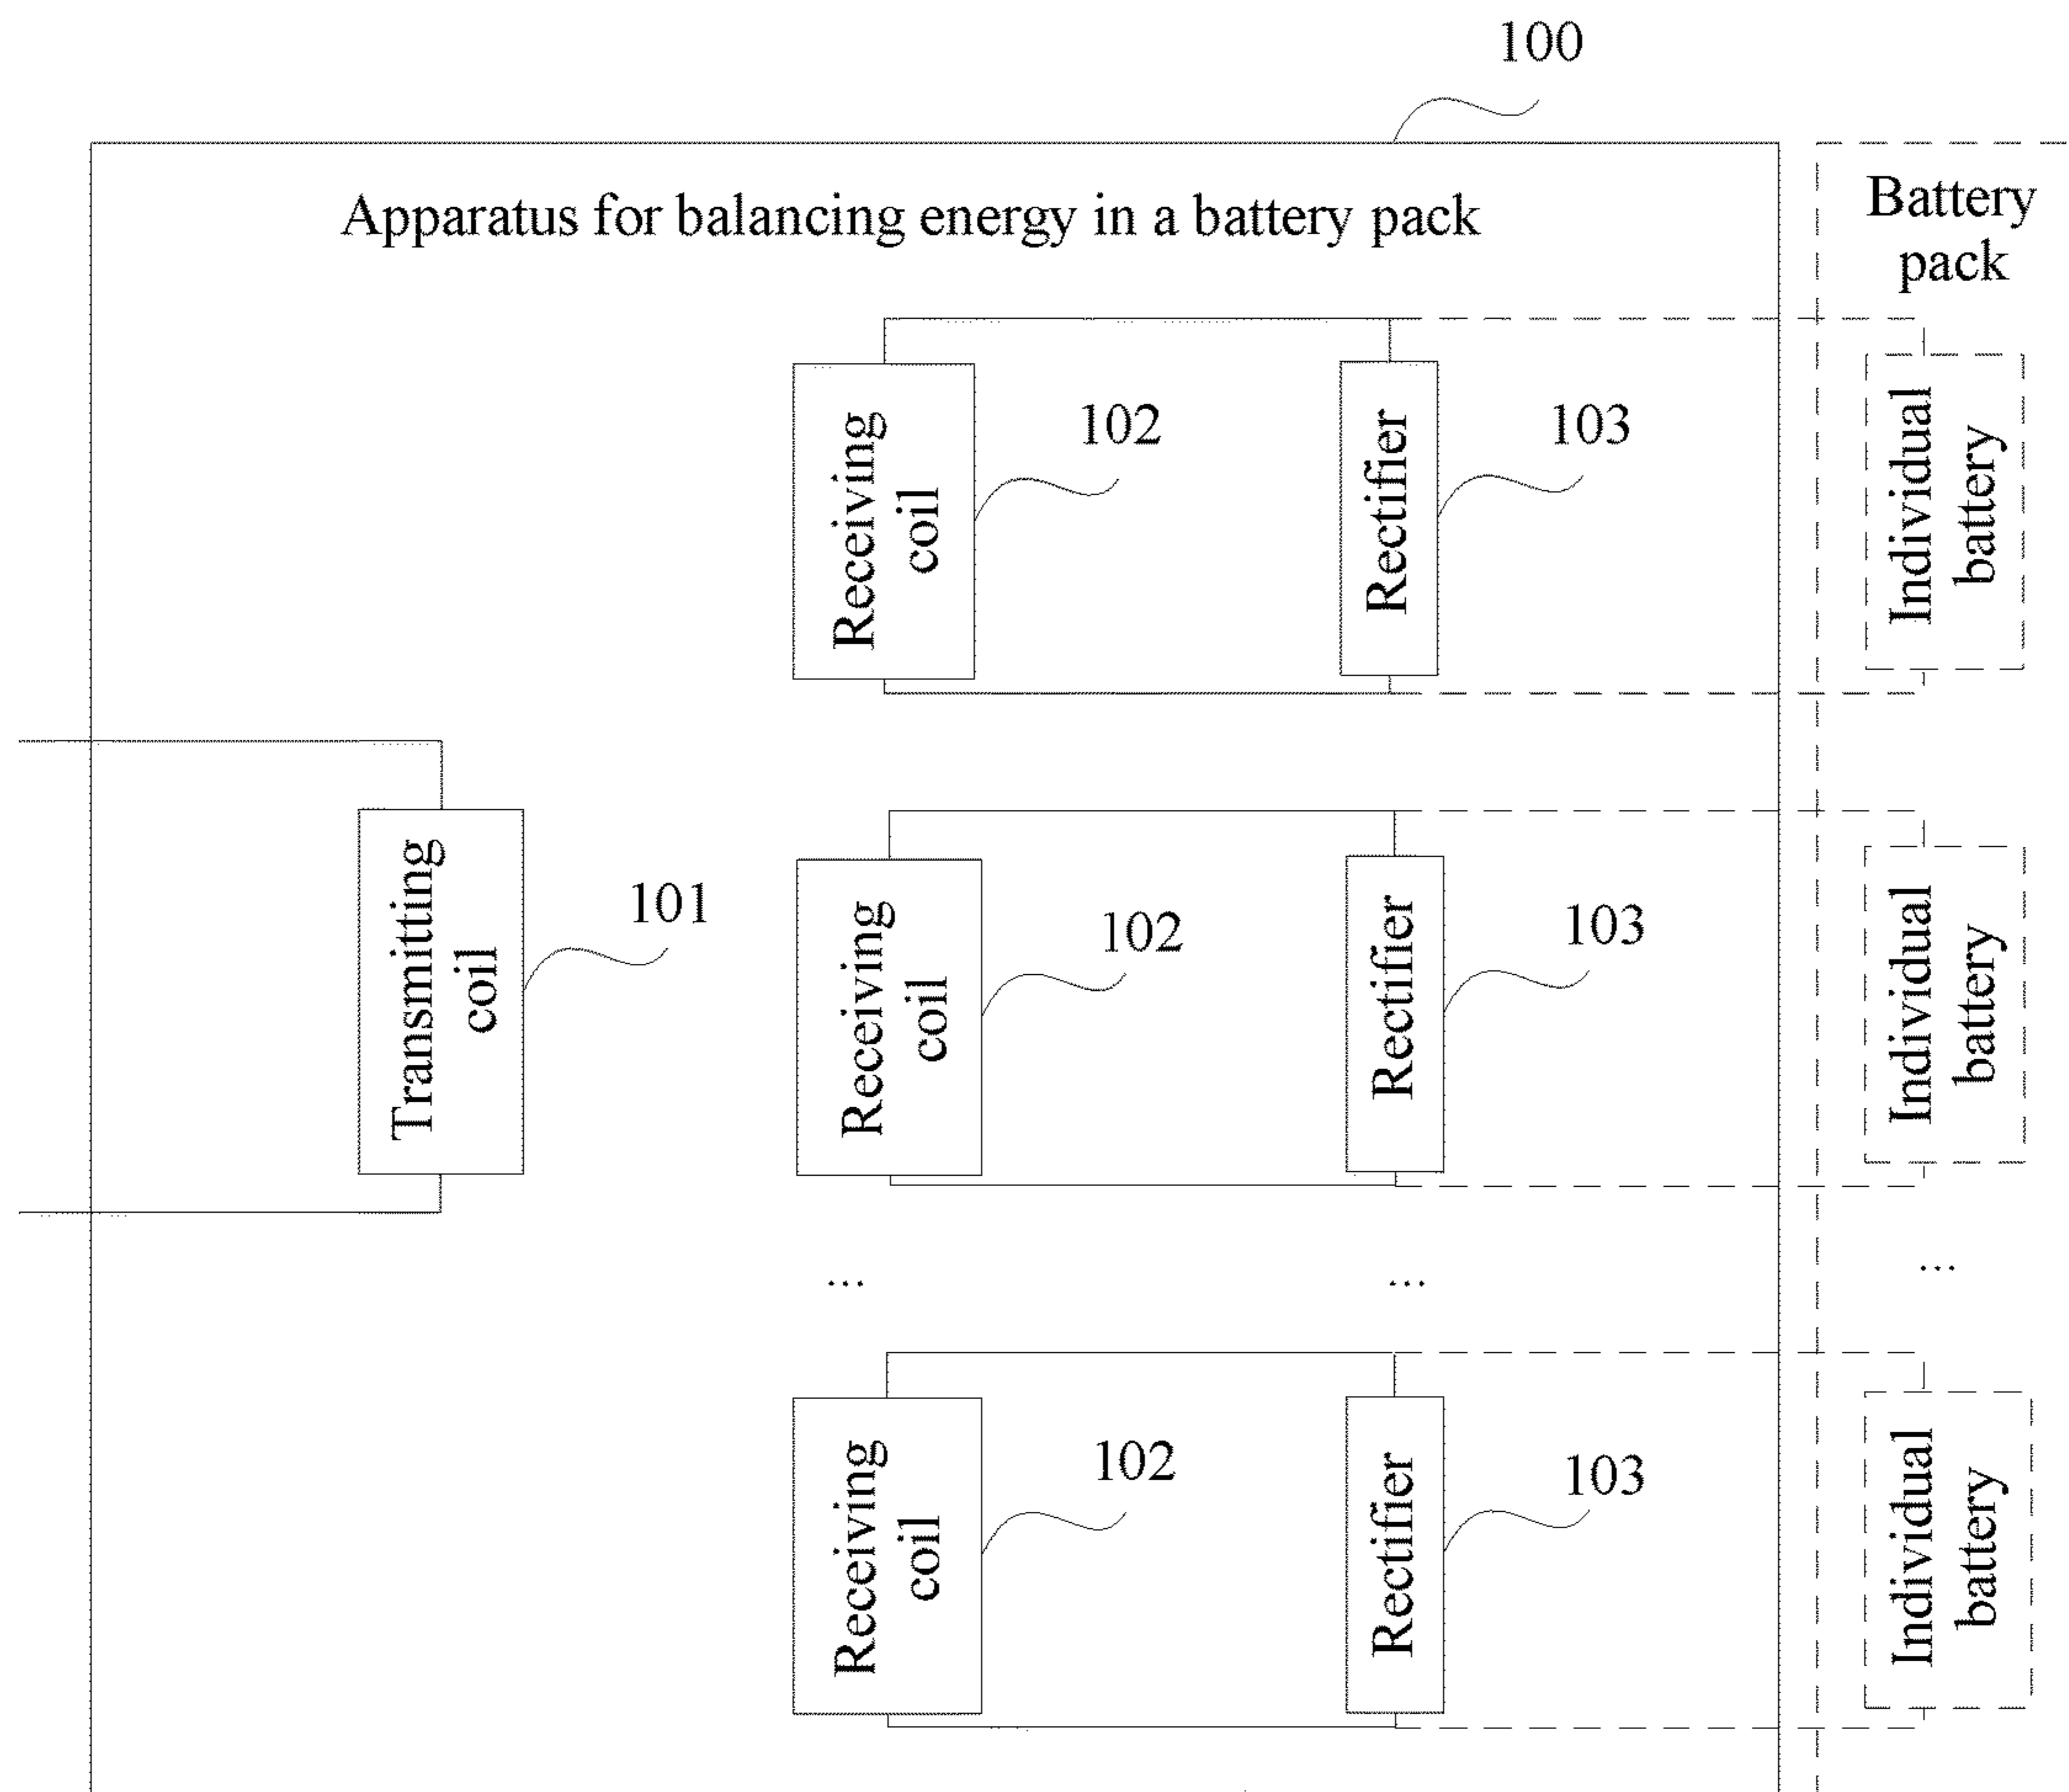 100
Apparatus for balancing energy in a battery pack
Battery
pack
Receiving
coil
102
Rectifier
103
Individual
battery
Transmitting
coil
101
Receiving
coil
102
Rectifier
103
Individual
battery
...
...
...
Receiving
coil
102
Rectifier
103
Individual
battery